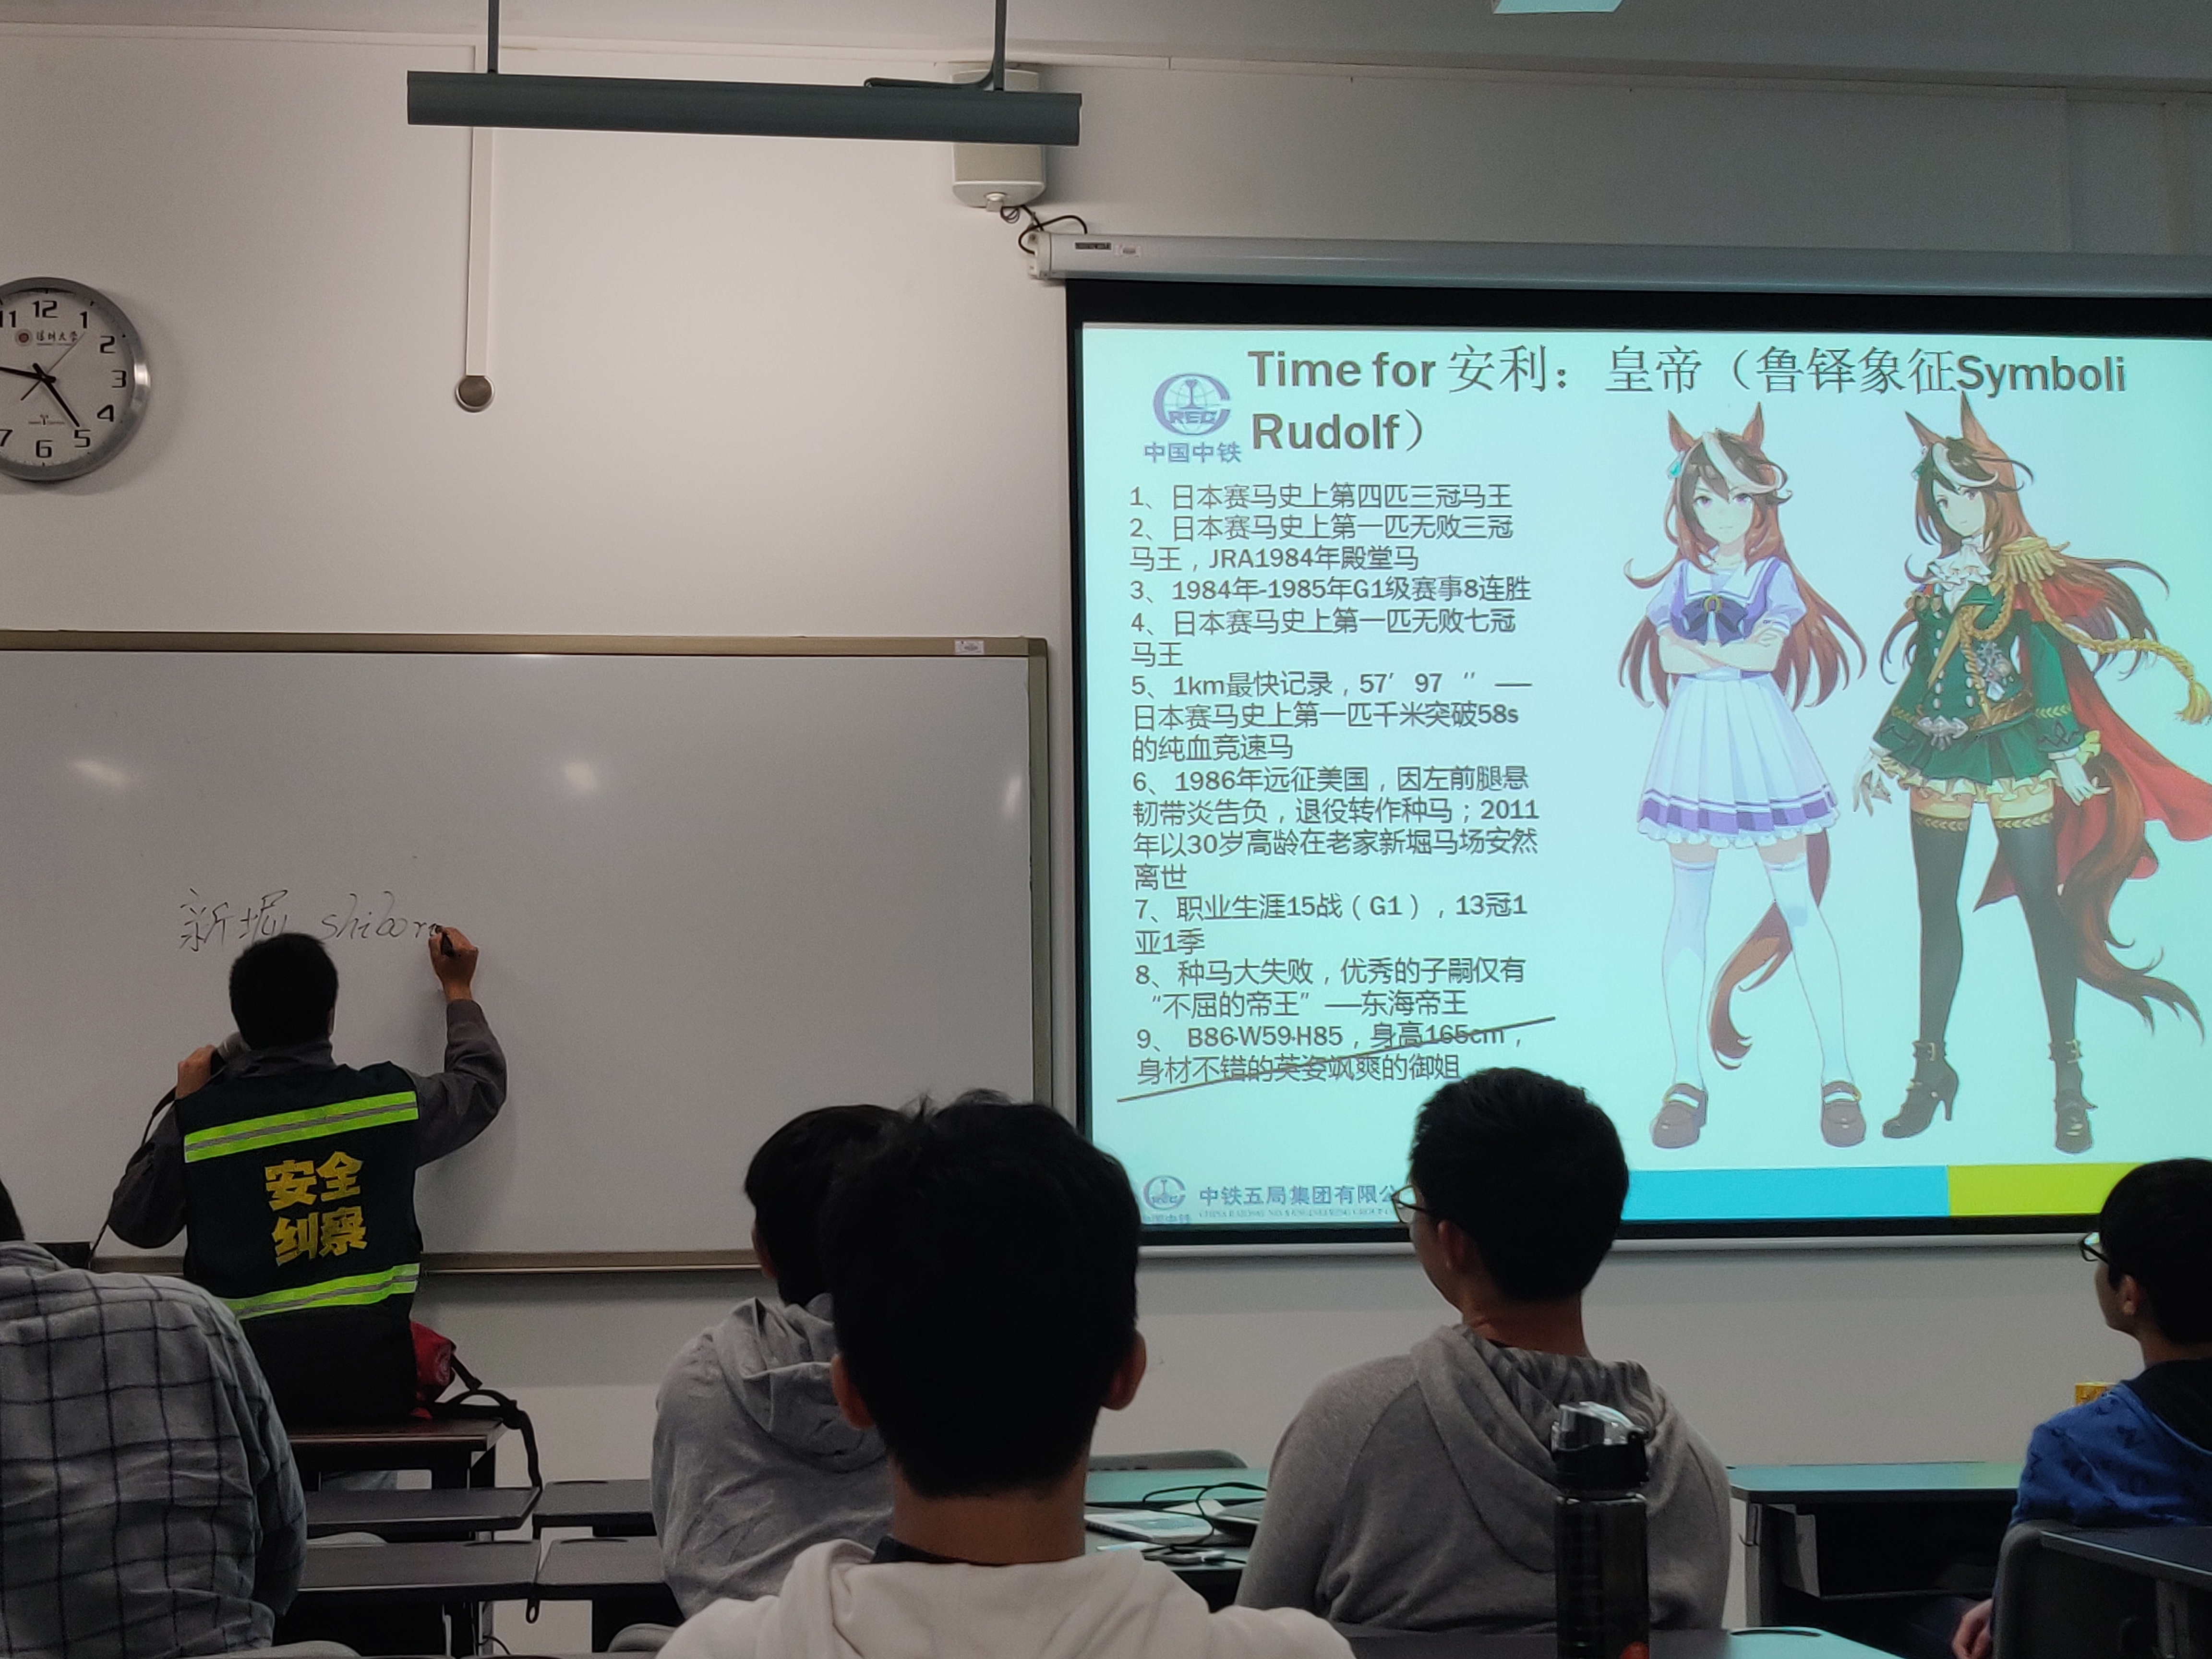 12
11
1
深圳大学
2
3
4
7
5
6
Time for 安利：皇帝（鲁铎象征Symboli
Rudolf）
CREC
中国中铁
1、日本赛马史上第四匹三冠马王
2、日本赛马史上第一匹无败三冠
马王，JRA1984年殿堂马
3、1984年-1985年G1级赛事8连胜
4、日本赛马史上第一匹无败七冠
马王
5、1km最快记录，57′97 ″──
日本赛马史上第一匹千米突破58s
的纯血竞速马
6、1986年远征美国，因左前腿悬
韧带炎告负，退役转作种马；2011
年以30岁高龄在老家新堀马场安然
离世
7、职业生涯15战（G1），13冠1
亚1季
8、种马大失败，优秀的子嗣仅有
“不屈的帝王”──东海帝王
9、 B86·W59·H85，身高165cm，
身材不错的英姿飒爽的御姐
CREC
中国中铁
中铁五局集团有限公
新堀 shibor
安全
纠察